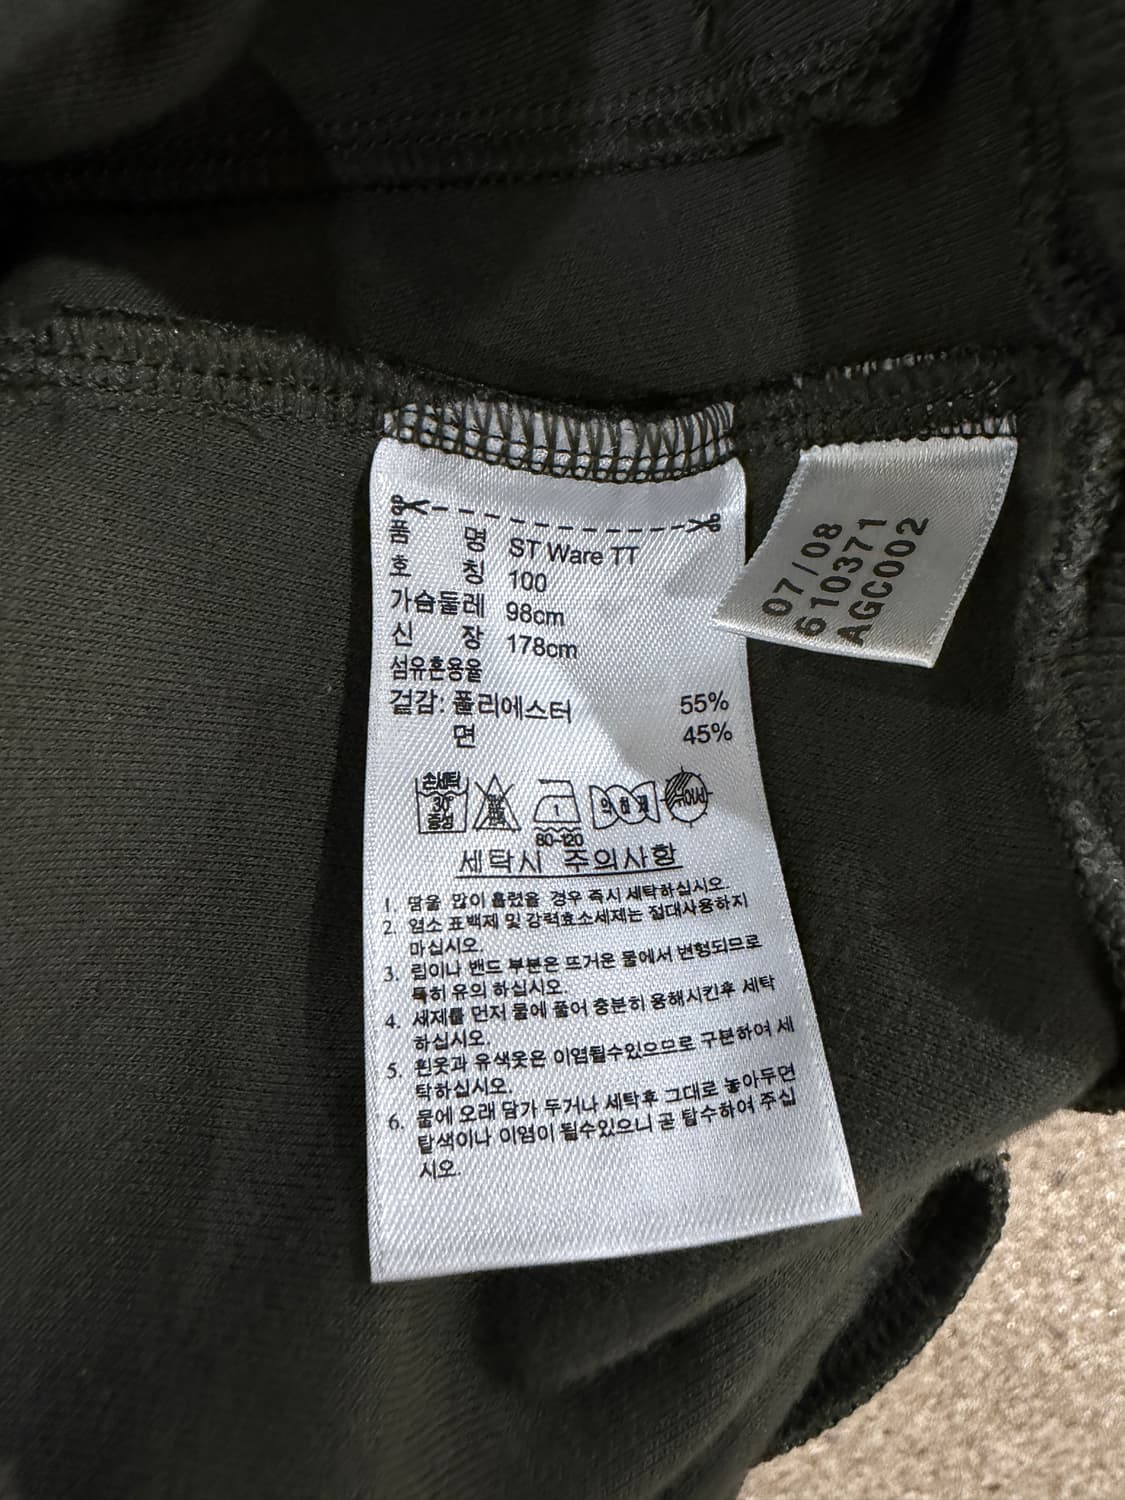 품 명 ST Ware TT
호 칭 100
가슴둘레 98cm
신 장 178cm
섬유혼용율
겉감: 폴리에스터 55%
면 45%
손세탁
30°
중성
1
80-120
세탁시 주의사항
1. 땀을 많이 흘렸을 경우 즉시 세탁하십시오.
2. 염소 표백제 및 강력효소세제는 절대사용하지
마십시오.
3. 립이나 밴드 부분은 뜨거운 물에서 변형되므로
특히 유의 하십시오.
4. 세제를 먼저 물에 풀어 충분히 용해시킨후 세탁
하십시오.
5. 흰옷과 유색옷은 이염될수있으므로 구분하여 세
탁하십시오.
6. 물에 오래 담가 두거나 세탁후 그대로 놓아두면
탈색이나 이염이 될수있으니 곧 탈수하여 주십
시오.
07/08
610371
AGC002